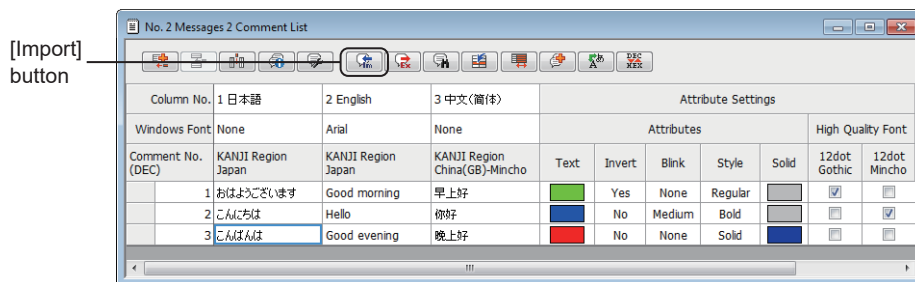 No. 2 Messages 2 Comment List
[Import]
button
Im Ex DEC HEX
Column No. 1 日本語 2 English 3 中文(简体) Attribute Settings
Windows Font None Arial None Attributes High Quality Font
Comment No. (DEC) KANJI Region Japan KANJI Region Japan KANJI Region China(GB)-Mincho Text Invert Blink Style Solid 12dot Gothic 12dot Mincho
1 おはようございます Good morning 早上好 Yes None Regular
2 こんにちは Hello 你好 No Medium Bold
3 こんばんは Good evening 晚上好 No None Solid